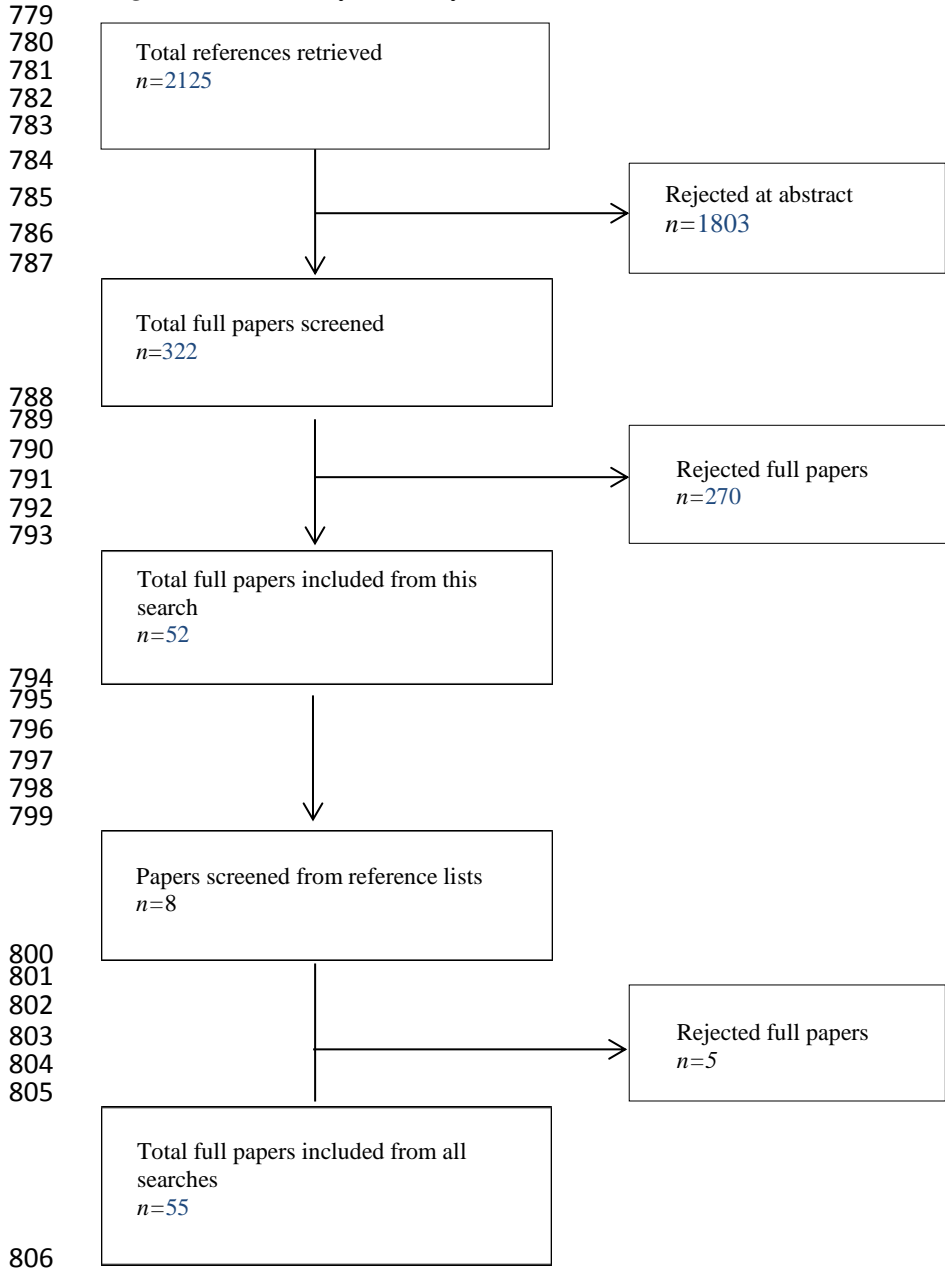 779
780
781
782
783
784
785
786
787
788
789
790
791
792
793
794
795
796
797
798
799
800
801
802
803
804
805
806
Total references retrieved
n=2125
Rejected at abstract
n=1803
Total full papers screened
n=322
Rejected full papers
n=270
Total full papers included from this
search
n=52
Papers screened from reference lists
n=8
Rejected full papers
n=5
Total full papers included from all
searches
n=55